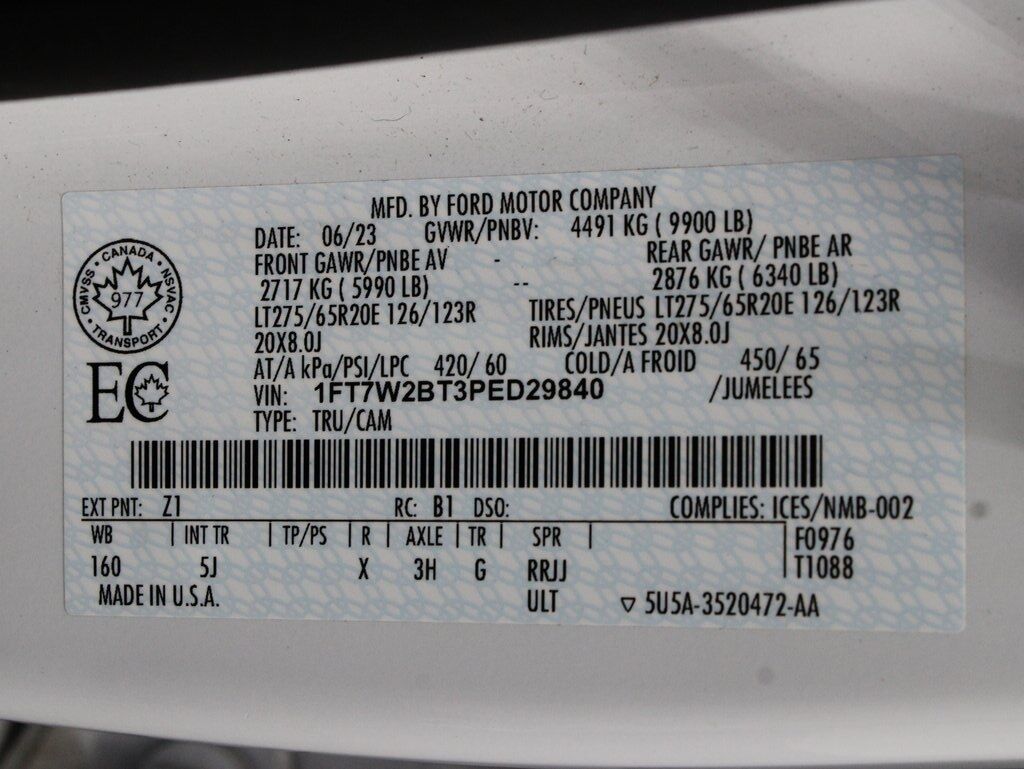 MFD. BY FORD MOTOR COMPANY
DATE: 06/23 GVWR/PNBV: 4491 KG ( 9900 LB)
FRONT GAWR/PNBE AV - REAR GAWR/ PNBE AR
2717 KG ( 5990 LB) -- 2876 KG ( 6340 LB)
LT275/65R20E 126/123R TIRES/PNEUS LT275/65R20E 126/123R
20X8.0J RIMS/JANTES 20X8.0J
AT/A kPa/PSI/LPC 420/ 60 COLD/A FROID 450/ 65
VIN: 1FT7W2BT3PED29840 /JUMELEES
TYPE: TRU/CAM
CANADA
CMVSS 977 NSVAC
TRANSPORT
EC
EXT PNT: Z1 RC: B1 DSO: COMPLIES: ICES/NMB-002
WB | INT TR | TP/PS | R | AXLE | TR | SPR | F0976
160 5J X 3H G RRJJ T1088
MADE IN U.S.A. ULT ▽ 5U5A-3520472-AA